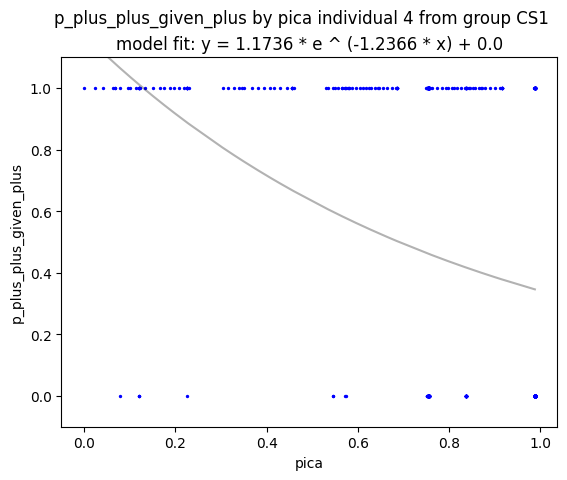 p_plus_plus_given_plus by pica individual 4 from group CS1
model fit: y = 1.1736 * e ^ (-1.2366 * x) + 0.0
p_plus_plus_given_plus
1.0
0.8
0.6
0.4
0.2
0.0
0.0 0.2 0.4 0.6 0.8 1.0
pica